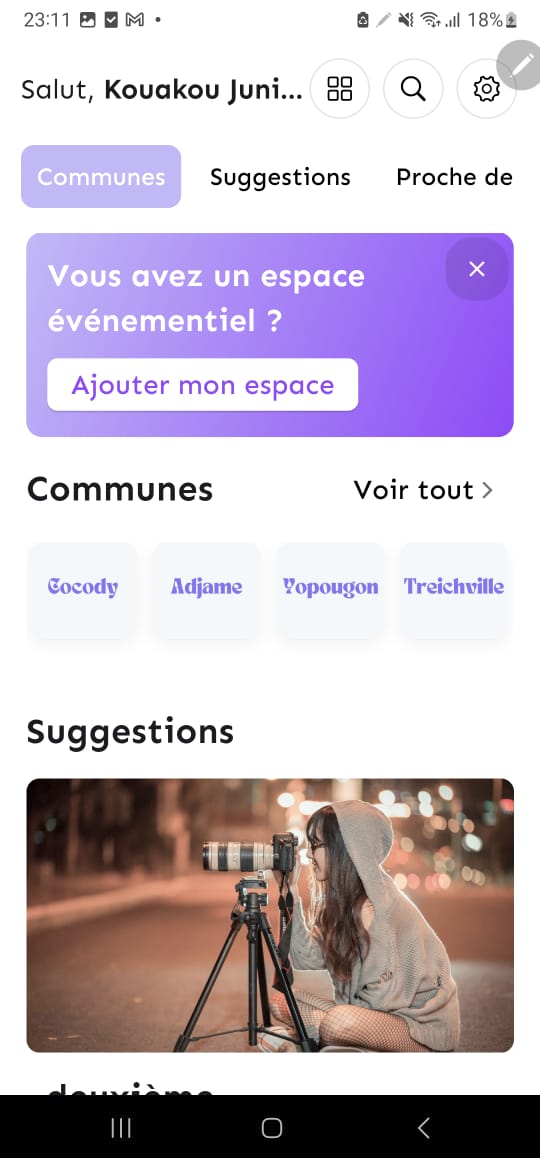 23:11 18%
Salut, Kouakou Juni...
Communes Suggestions Proche de
Vous avez un espace
événementiel ?
Ajouter mon espace
Communes Voir tout
Cocody Adjame Yopougon Treichville
Suggestions
deuxième